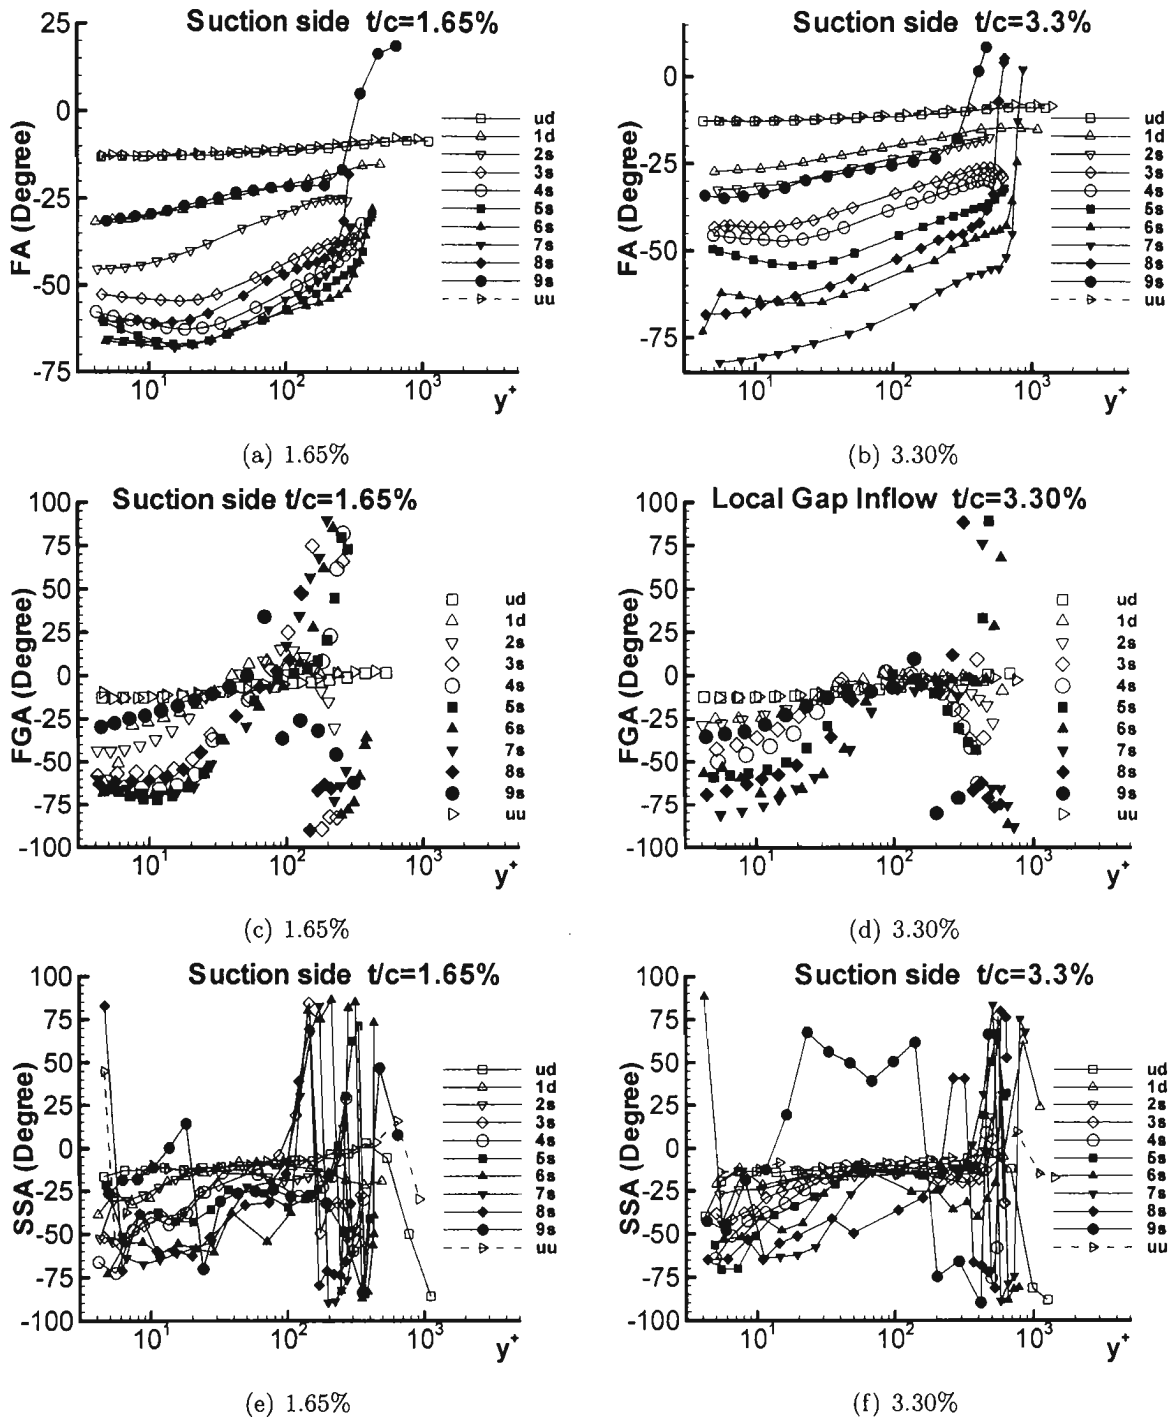 Suction side t/c=1.65%
25
0
-25
-50
-75
FA (Degree)
10¹
10²
10³
y⁺
ud
1d
2s
3s
4s
5s
6s
7s
8s
9s
uu
(a) 1.65%
Suction side t/c=3.3%
0
-25
-50
-75
FA (Degree)
10¹
10²
10³
y⁺
ud
1d
2s
3s
4s
5s
6s
7s
8s
9s
uu
(b) 3.30%
Suction side t/c=1.65%
100
75
50
25
0
-25
-50
-75
-100
FGA (Degree)
10¹
10²
10³
y⁺
ud
1d
2s
3s
4s
5s
6s
7s
8s
9s
uu
(c) 1.65%
Local Gap Inflow t/c=3.30%
100
75
50
25
0
-25
-50
-75
-100
FGA (Degree)
10¹
10²
10³
y⁺
ud
1d
2s
3s
4s
5s
6s
7s
8s
9s
uu
(d) 3.30%
Suction side t/c=1.65%
100
75
50
25
0
-25
-50
-75
-100
SSA (Degree)
10¹
10²
10³
y⁺
ud
1d
2s
3s
4s
5s
6s
7s
8s
9s
uu
(e) 1.65%
Suction side t/c=3.3%
100
75
50
25
0
-25
-50
-75
-100
SSA (Degree)
10¹
10²
10³
y⁺
ud
1d
2s
3s
4s
5s
6s
7s
8s
9s
uu
(f) 3.30%